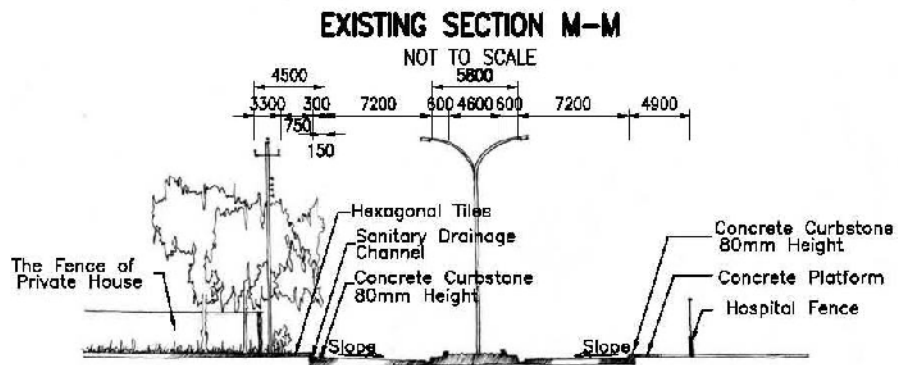 EXISTING SECTION M-M
NOT TO SCALE
4500 5800
3300 300 7200 600 4600 600 7200 4900
750
150
Hexagonal Tiles
Sanitary Drainage
Channel
Concrete Curbstone
80mm Height
The Fence of
Private House
Concrete Curbstone
80mm Height
Concrete Platform
Hospital Fence
Slope
Slope